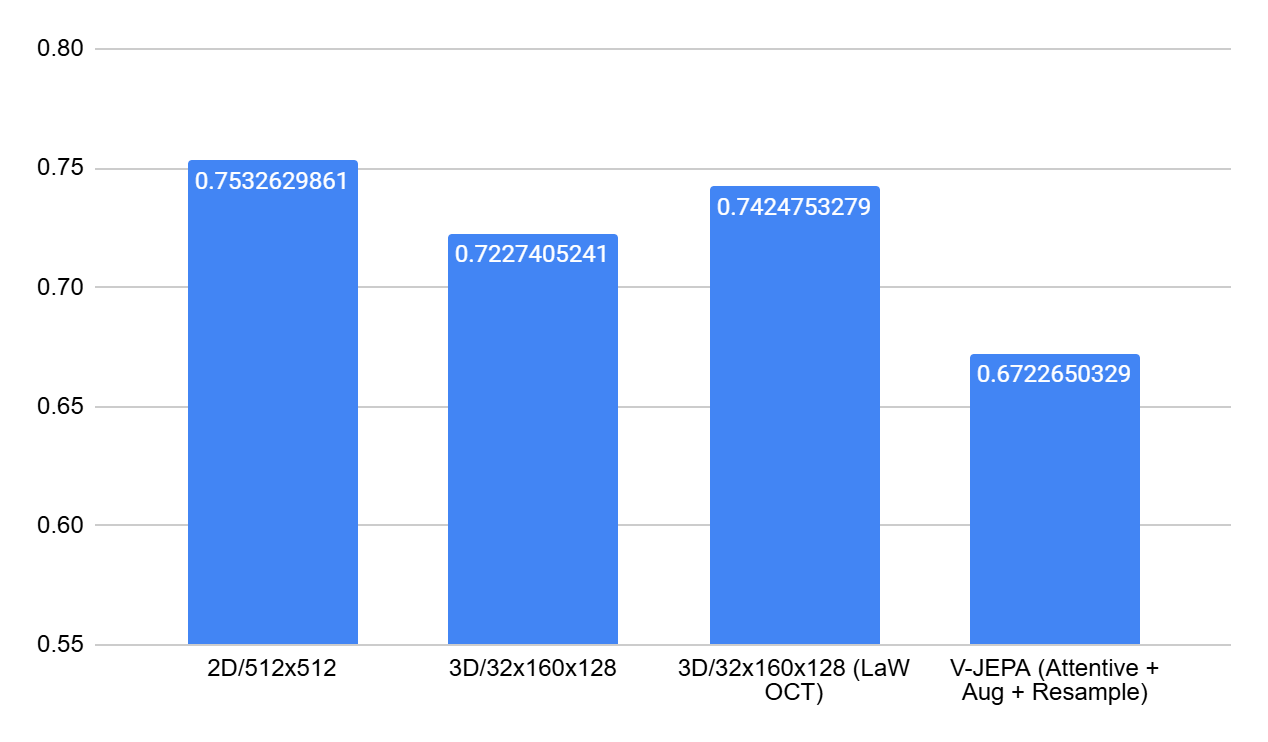 0.80
0.75
0.70
0.65
0.60
0.55
0.7532629861
0.7227405241
0.7424753279
0.6722650329
2D/512x512
3D/32x160x128
3D/32x160x128 (LaW
OCT)
V-JEPA (Attentive +
Aug + Resample)